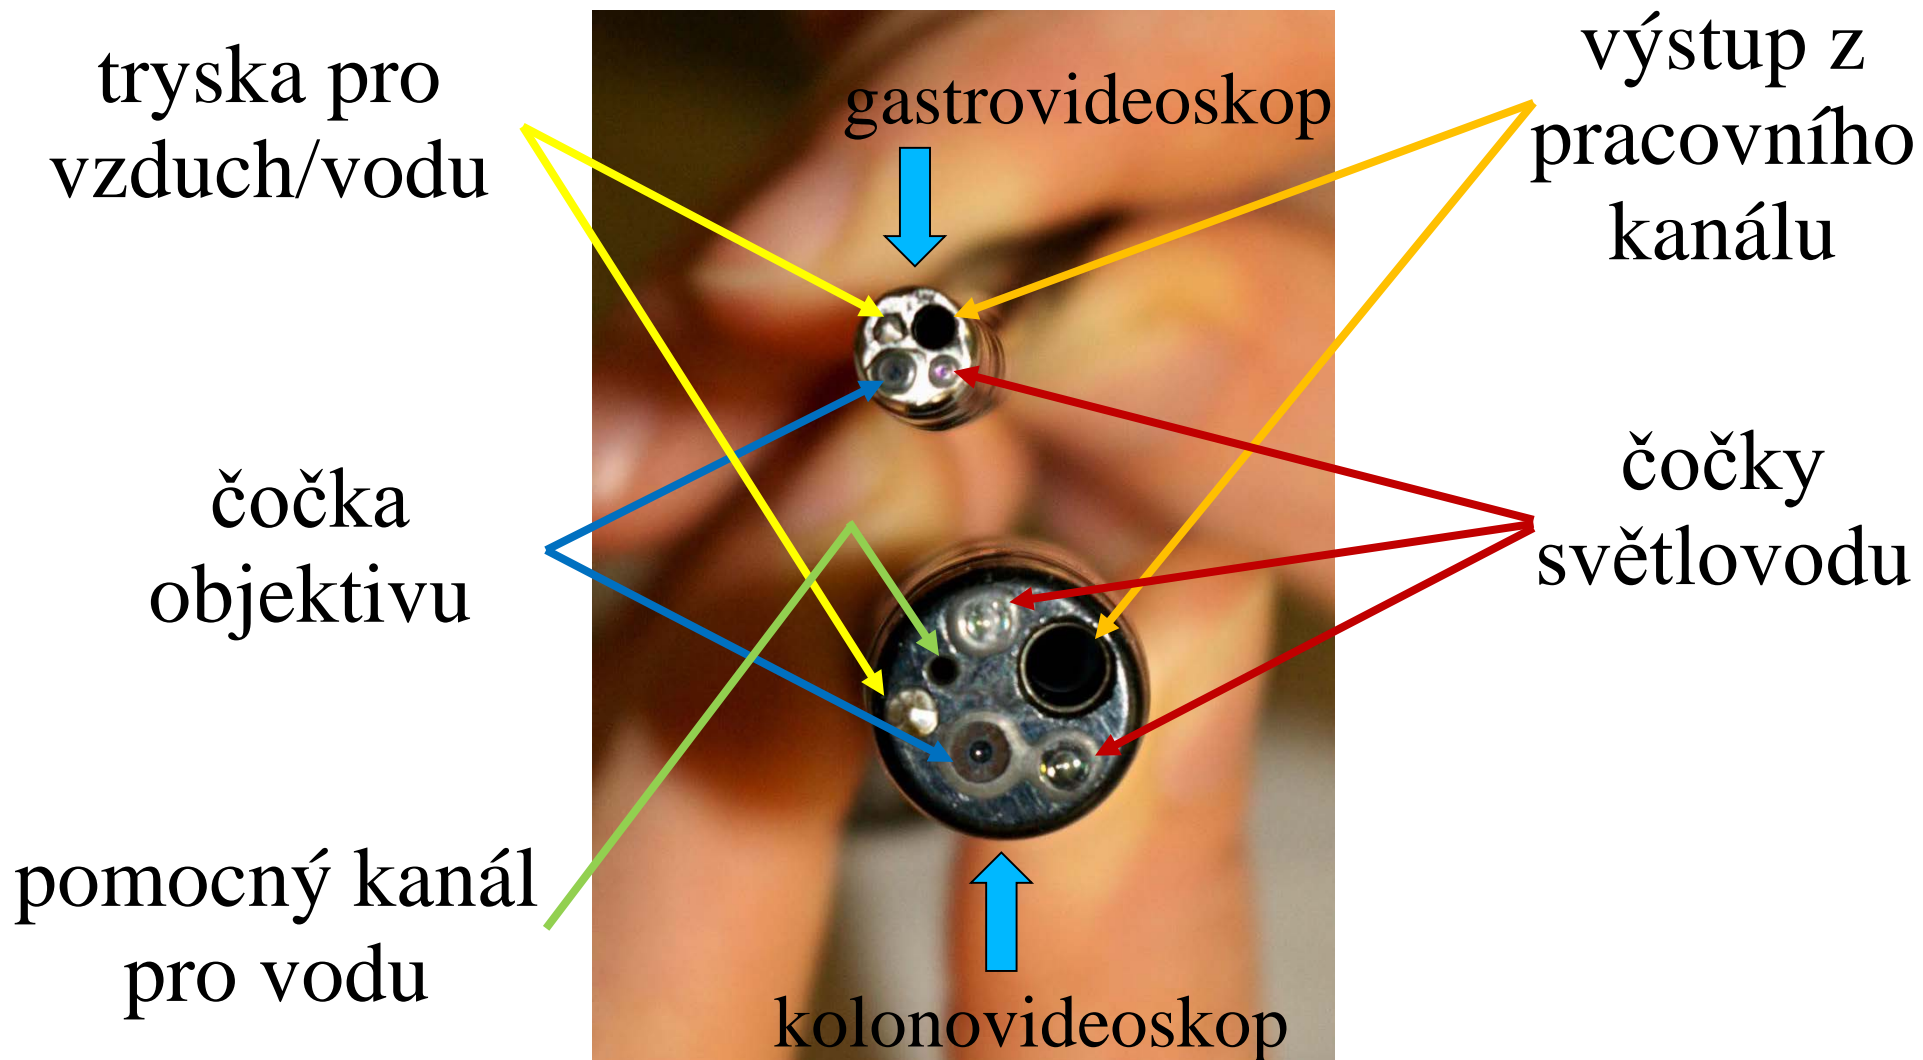 tryska pro
vzduch/vodu
gastrovideoskop
výstup z
pracovního
kanálu
čočka
objektivu
čočky
světlovodu
pomocný kanál
pro vodu
kolonovideoskop